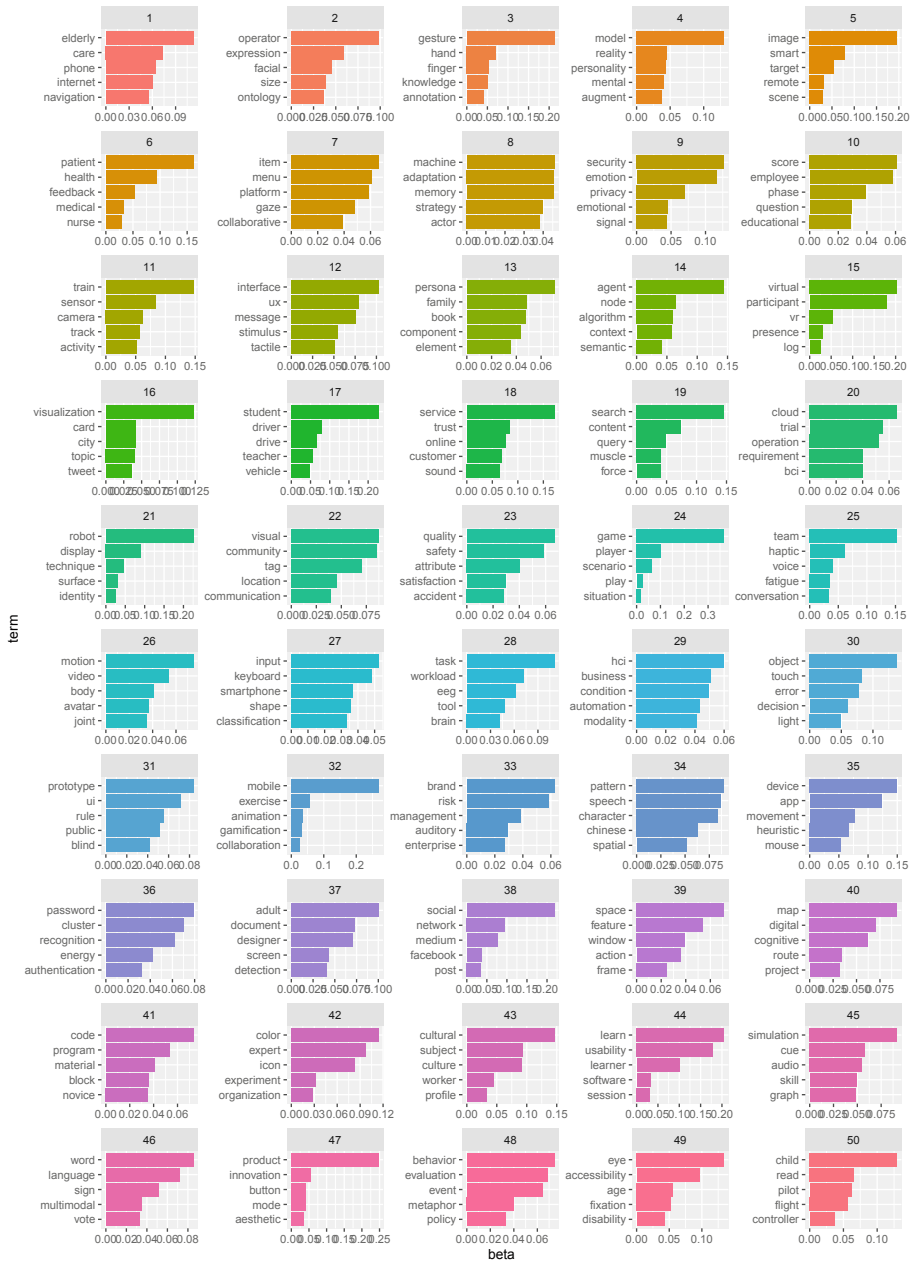 1 2 3 4 5
elderly operator gesture model image
care expression hand reality smart
phone facial finger personality target
internet size knowledge mental remote
navigation ontology annotation augment scene
0.00 0.03 0.06 0.09 0.000 0.025 0.050 0.075 0.100 0.00 0.05 0.10 0.15 0.20 0.00 0.05 0.10 0.00 0.05 0.10 0.15 0.20
6 7 8 9 10
patient item machine security score
health menu adaptation emotion employee
feedback platform memory privacy phase
medical gaze strategy emotional question
nurse collaborative actor signal educational
0.00 0.05 0.10 0.15 0.00 0.02 0.04 0.06 0.00 0.01 0.02 0.03 0.04 0.00 0.05 0.10 0.00 0.02 0.04 0.06
11 12 13 14 15
train interface persona agent virtual
sensor ux family node participant
camera message book algorithm vr
track stimulus component context presence
activity tactile element semantic log
0.00 0.05 0.10 0.15 0.000 0.025 0.050 0.075 0.100 0.00 0.02 0.04 0.06 0.00 0.05 0.10 0.15 0.00 0.05 0.10 0.15 0.20
16 17 18 19 20
visualization student service search cloud
card driver trust content trial
city drive online query operation
topic teacher customer muscle requirement
tweet vehicle sound force bci
0.000 0.025 0.050 0.075 0.100 0.125 0.00 0.05 0.10 0.15 0.20 0.00 0.05 0.10 0.15 0.00 0.05 0.10 0.15 0.00 0.02 0.04 0.06
21 22 23 24 25
robot visual quality game team
display community safety player haptic
technique tag attribute scenario voice
surface location satisfaction play fatigue
identity communication accident situation conversation
0.00 0.05 0.10 0.15 0.20 0.000 0.025 0.050 0.075 0.00 0.02 0.04 0.06 0.0 0.1 0.2 0.3 0.00 0.05 0.10 0.15
term
26 27 28 29 30
motion input task hci object
video keyboard workload business touch
body smartphone eeg condition error
avatar shape tool automation decision
joint classification brain modality light
0.00 0.02 0.04 0.06 0.00 0.01 0.02 0.03 0.04 0.05 0.00 0.03 0.06 0.09 0.00 0.02 0.04 0.06 0.00 0.05 0.10
31 32 33 34 35
prototype mobile brand pattern device
ui exercise risk speech app
rule animation management character movement
public gamification auditory chinese heuristic
blind collaboration enterprise spatial mouse
0.00 0.02 0.04 0.06 0.08 0.0 0.1 0.2 0.00 0.02 0.04 0.06 0.000 0.025 0.050 0.075 0.00 0.05 0.10 0.15
36 37 38 39 40
password adult social space map
cluster document network feature digital
recognition designer medium window cognitive
energy screen facebook action route
authentication detection post frame project
0.00 0.02 0.04 0.06 0.08 0.000 0.025 0.050 0.075 0.100 0.00 0.05 0.10 0.15 0.20 0.00 0.02 0.04 0.06 0.000 0.025 0.050 0.075
41 42 43 44 45
code color cultural learn simulation
program expert subject usability cue
material icon culture learner audio
block experiment worker software skill
novice organization profile session graph
0.00 0.02 0.04 0.06 0.00 0.03 0.06 0.09 0.12 0.00 0.05 0.10 0.15 0.00 0.05 0.10 0.15 0.20 0.000 0.025 0.050 0.075
46 47 48 49 50
word product behavior eye child
language innovation evaluation accessibility read
sign button event age pilot
multimodal mode metaphor fixation flight
vote aesthetic policy disability controller
0.00 0.02 0.04 0.06 0.08 0.00 0.05 0.10 0.15 0.20 0.25 0.00 0.02 0.04 0.06 0.00 0.05 0.10 0.00 0.05 0.10
beta